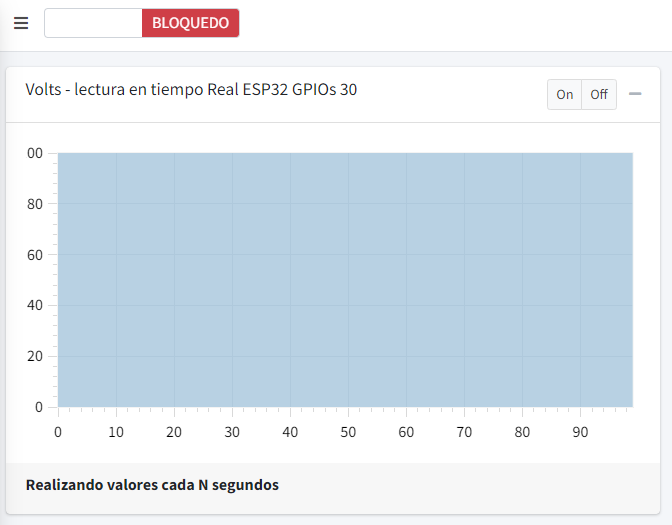 BLOQUEDO
Volts - lectura en tiempo Real ESP32 GPIOs 30
On Off
00
80
60
40
20
0
0 10 20 30 40 50 60 70 80 90
Realizando valores cada N segundos